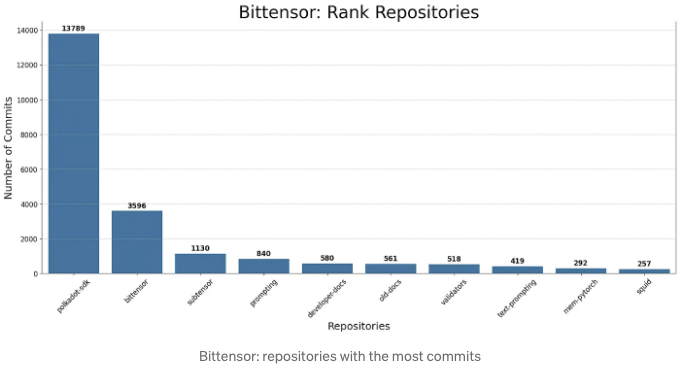 Bittensor: Rank Repositories
Number of Commits
14000
12000
10000
8000
6000
4000
2000
0
13789
3596
1130
840
580
561
518
419
292
257
polkadot-sdk
bittensor
subtensor
prompting
developer-docs
old-docs
validators
text-prompting
mem-pytorch
squid
Repositories
Bittensor: repositories with the most commits